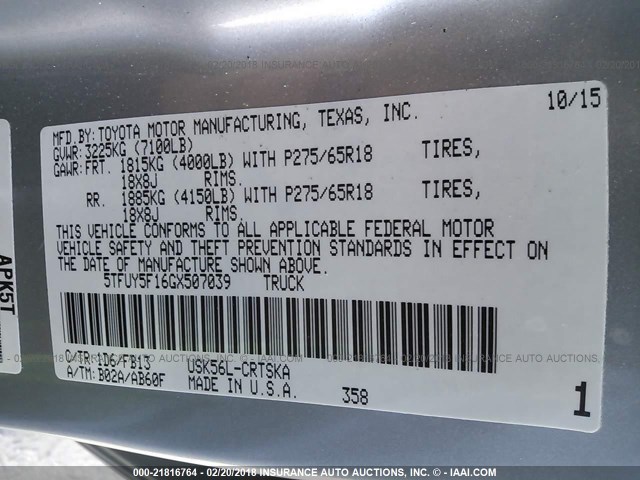 10/15
MFD.BY:TOYOTA MOTOR MANUFACTURING, TEXAS, INC.
GVWR:3225KG (7100LB)
GAWR:FRT. 1815KG (4000LB) WITH P275/65R18 TIRES,
18X8J RIMS.
RR. 1885KG (4150LB) WITH P275/65R18 TIRES,
18X8J RIMS.
THIS VEHICLE CONFORMS TO ALL APPLICABLE FEDERAL MOTOR
VEHICLE SAFETY AND THEFT PREVENTION STANDARDS IN EFFECT ON
THE DATE OF MANUFACTURE SHOWN ABOVE.
5TFUY5F16GX507039 TRUCK
C/TR:1D6/FB13 USK56L-CRTSKA
A/TM:B02A/AB60F MADE IN U.S.A. 358
1
APK5T
000-21816764 - 02/20/2018 INSURANCE AUTO AUCTIONS - IAAI.COM